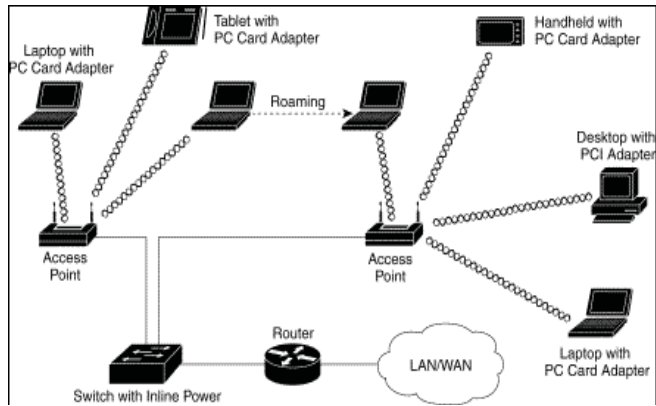 Tablet with
PC Card Adapter
Handheld with
PC Card Adapter
Laptop with
PC Card Adapter
Roaming
Desktop with
PCI Adapter
Access
Point
Access
Point
Router
LAN/WAN
Laptop with
PC Card Adapter
Switch with Inline Power